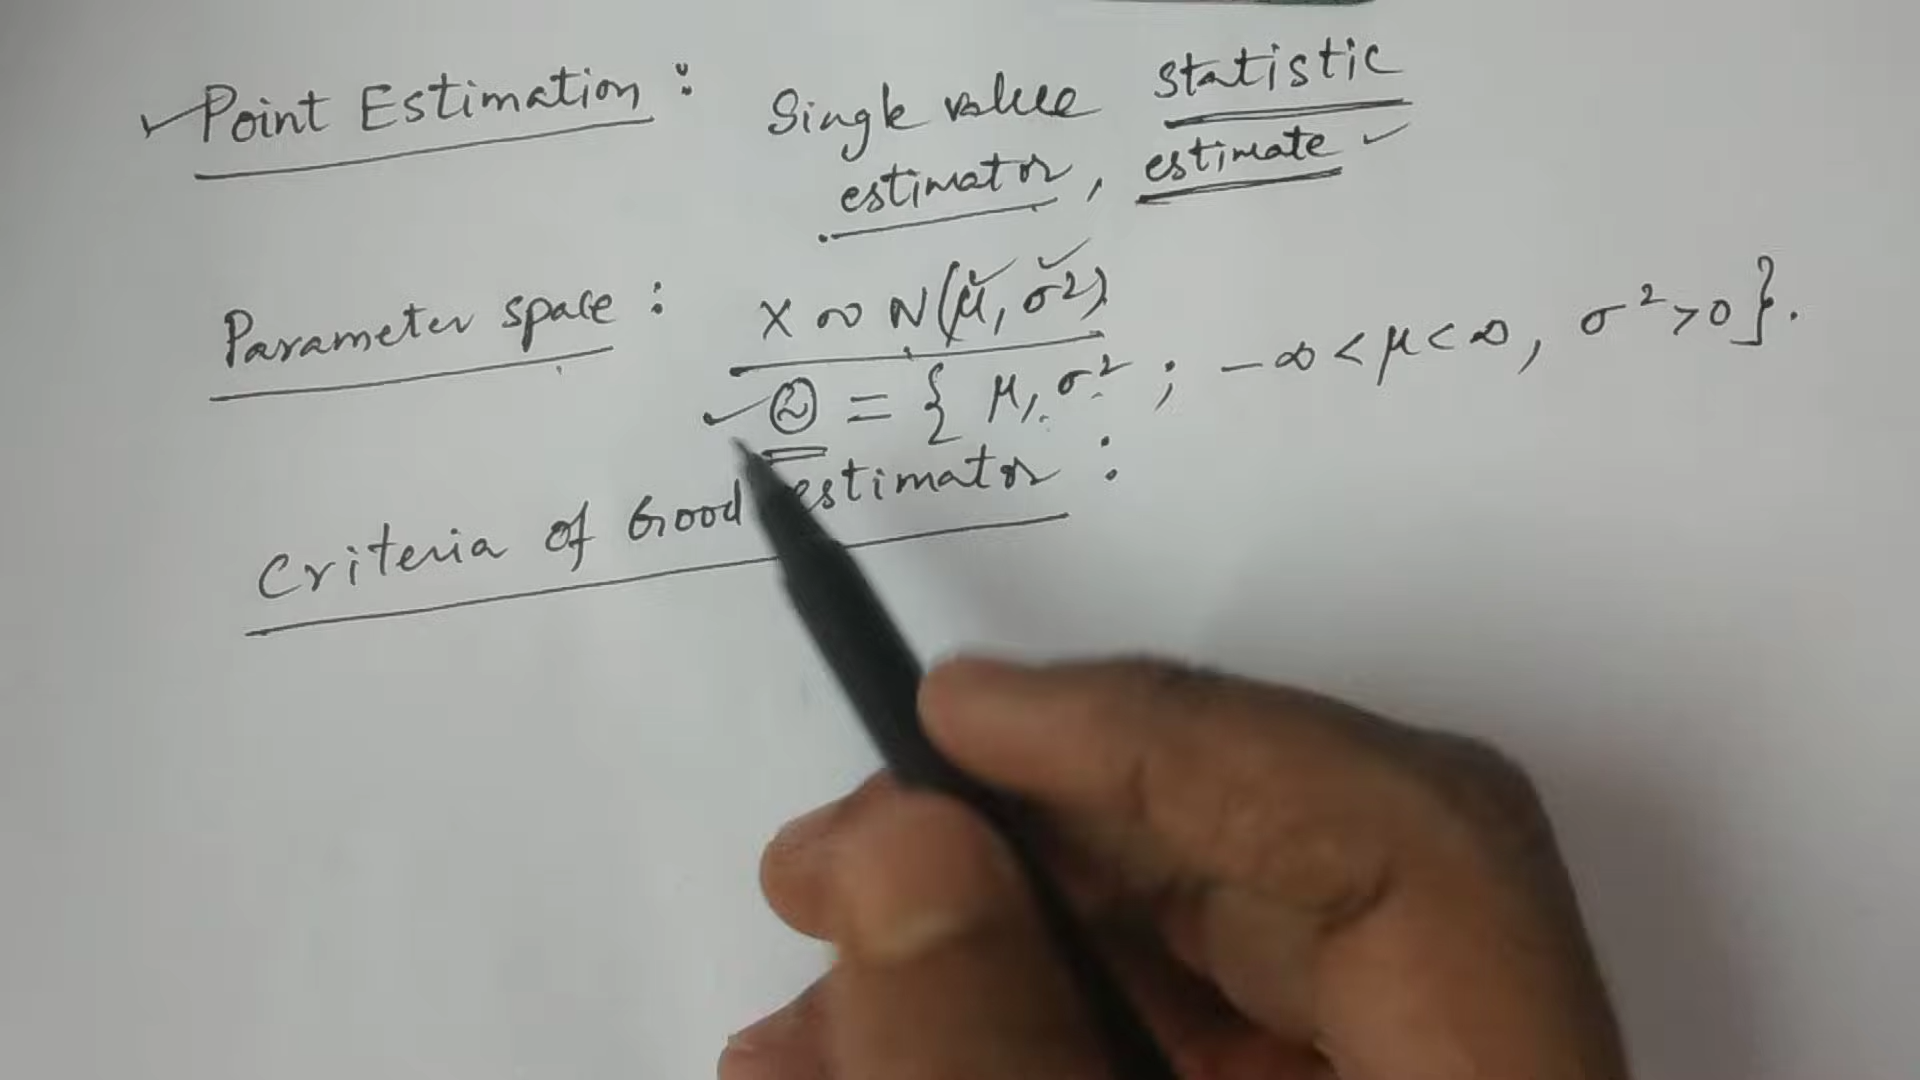 Point Estimation : Single value statistic
estimator, estimate
Parameter space : X ~ N(μ, σ²)
Ⓗ = { μ, σ² ; -∞ < μ < ∞, σ² > 0 }.
Criteria of Good estimator :